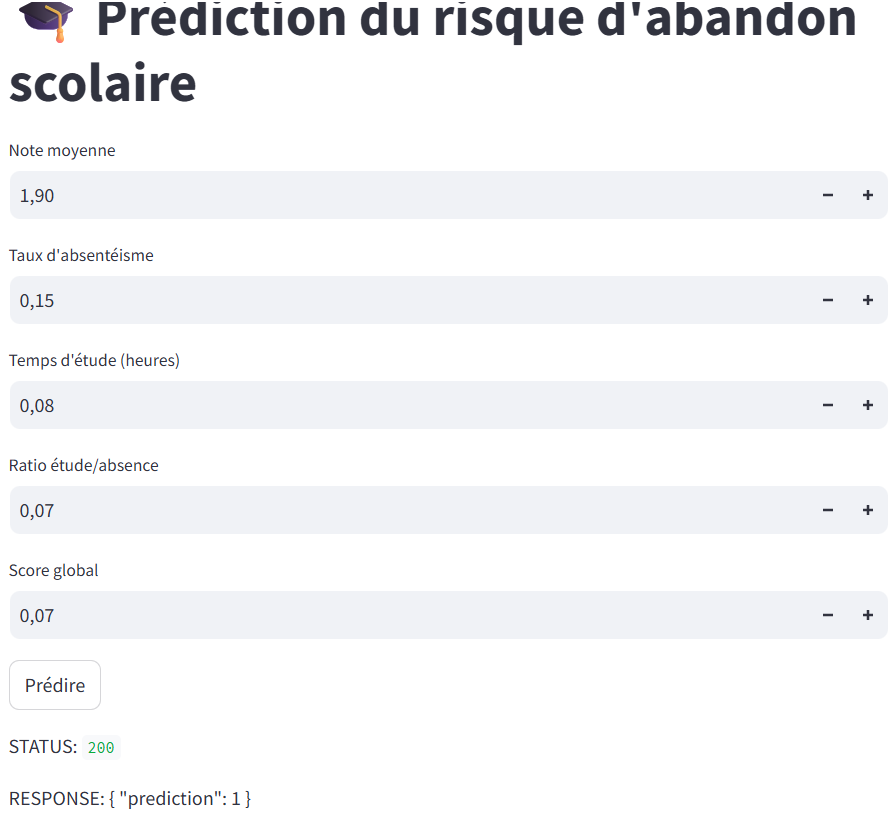 Prédiction du risque d'abandon
scolaire
Note moyenne
1,90
Taux d'absentéisme
0,15
Temps d'étude (heures)
0,08
Ratio étude/absence
0,07
Score global
0,07
Prédire
STATUS: 200
RESPONSE: { "prediction": 1 }